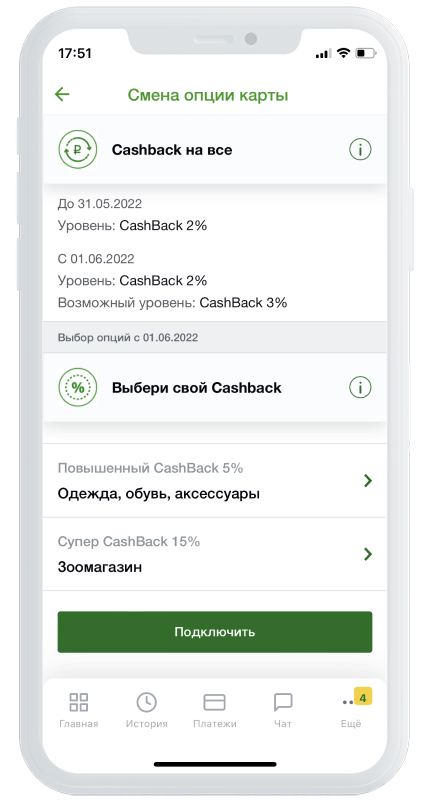 17:51
Смена опции карты
₽
Cashback на все
i
До 31.05.2022
Уровень: CashBack 2%
С 01.06.2022
Уровень: CashBack 2%
Возможный уровень: CashBack 3%
Выбор опций с 01.06.2022
%
Выбери свой Cashback
i
Повышенный CashBack 5%
Одежда, обувь, аксессуары
Супер CashBack 15%
Зоомагазин
Подключить
4
Главная История Платежи Чат Ещё